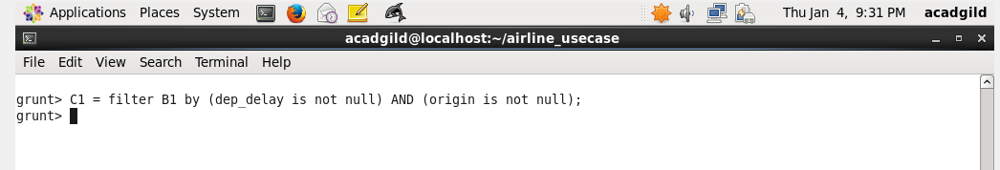 Applications Places System Thu Jan 4, 9:31 PM acadgild
acadgild@localhost:~/airline_usecase
File Edit View Search Terminal Help
grunt> C1 = filter B1 by (dep_delay is not null) AND (origin is not null);
grunt>